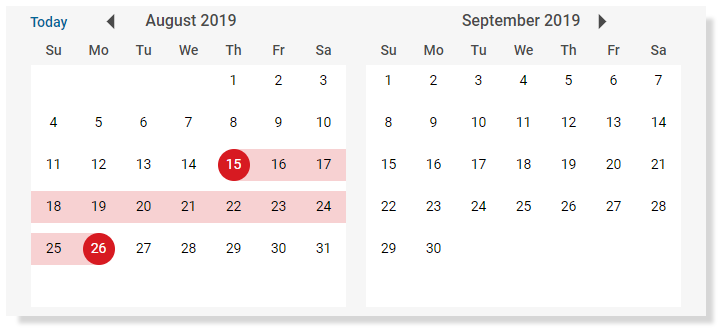 Today August 2019
Su Mo Tu We Th Fr Sa
1 2 3
4 5 6 7 8 9 10
11 12 13 14 15 16 17
18 19 20 21 22 23 24
25 26 27 28 29 30 31
September 2019
Su Mo Tu We Th Fr Sa
1 2 3 4 5 6 7
8 9 10 11 12 13 14
15 16 17 18 19 20 21
22 23 24 25 26 27 28
29 30